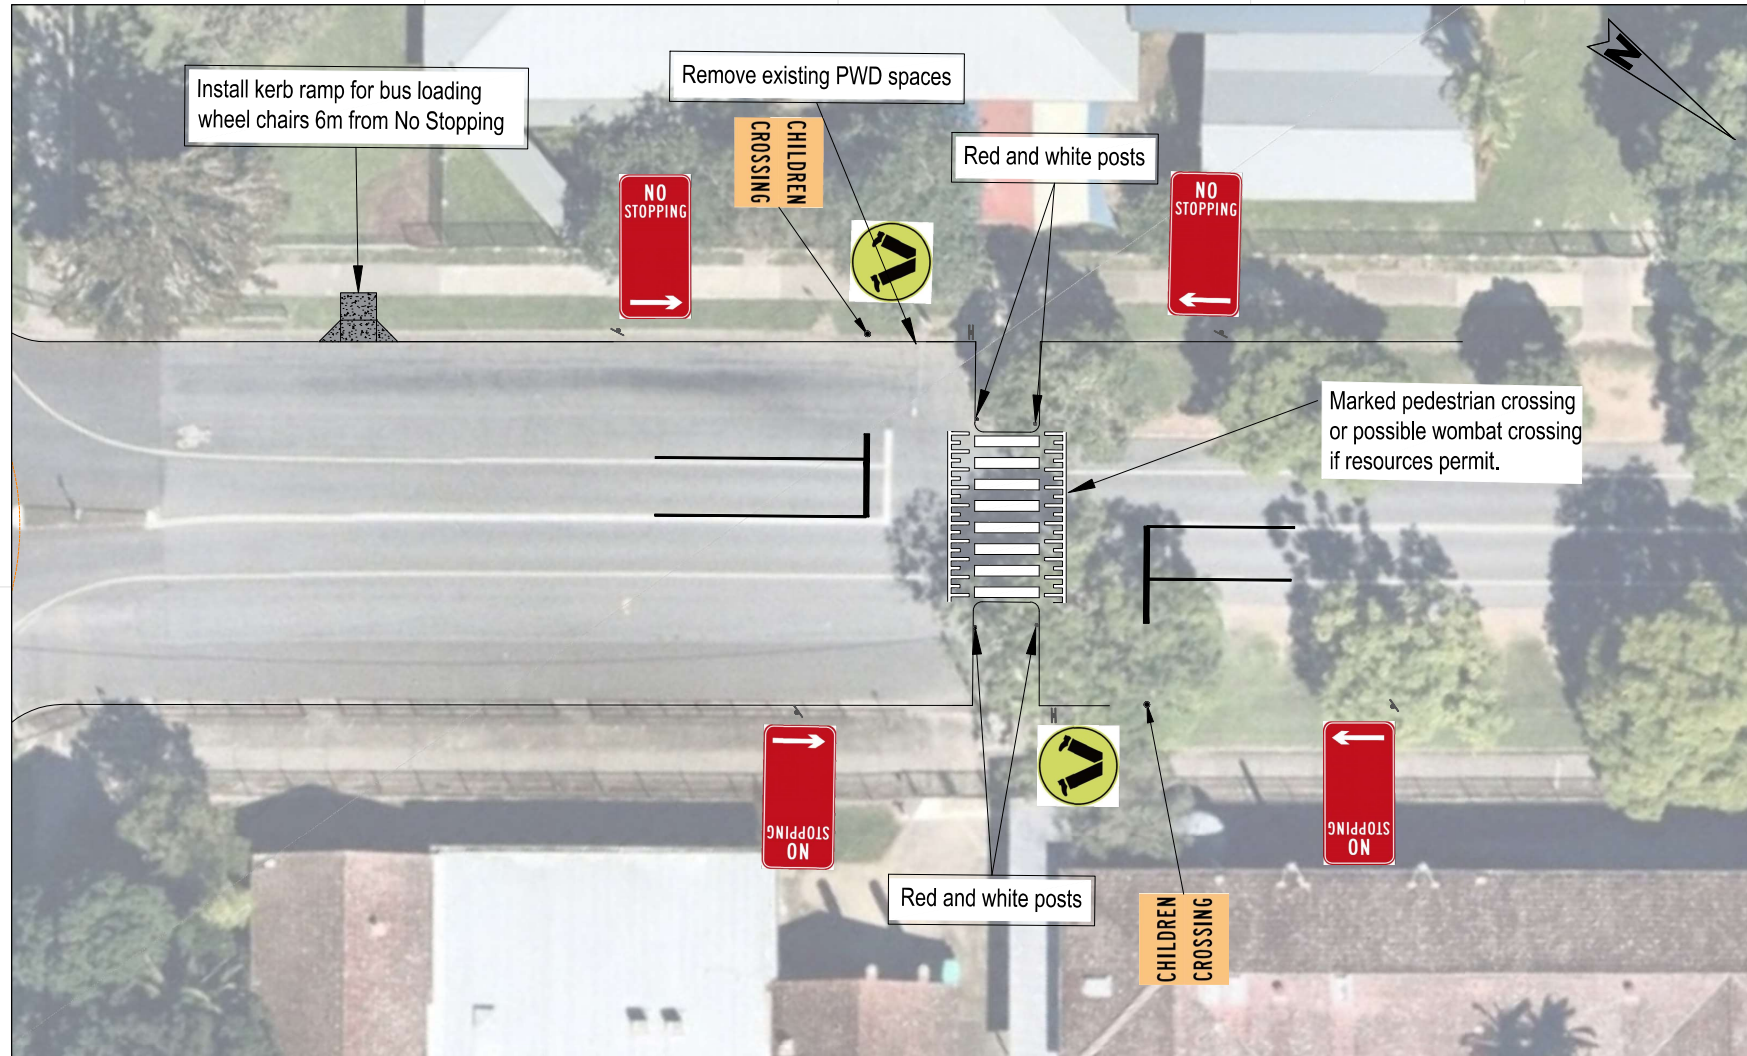 Install kerb ramp for bus loading
wheel chairs 6m from No Stopping
Remove existing PWD spaces
CHILDREN
CROSSING
Red and white posts
NO
STOPPING
NO
STOPPING
N
Marked pedestrian crossing
or possible wombat crossing
if resources permit.
NO
STOPPING
NO
STOPPING
Red and white posts
CHILDREN
CROSSING